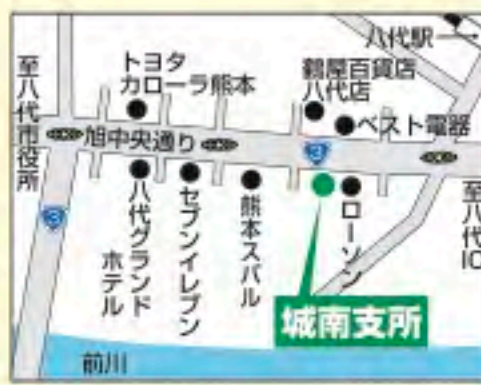 八代駅
至八代市役所
トヨタ
カローラ熊本
鶴屋百貨店
八代店
ベスト電器
旭中央通り
3
3
八代グランド
ホテル
セブンイレブン
熊本スバル
ローソン
至八代IC
城南支所
前川